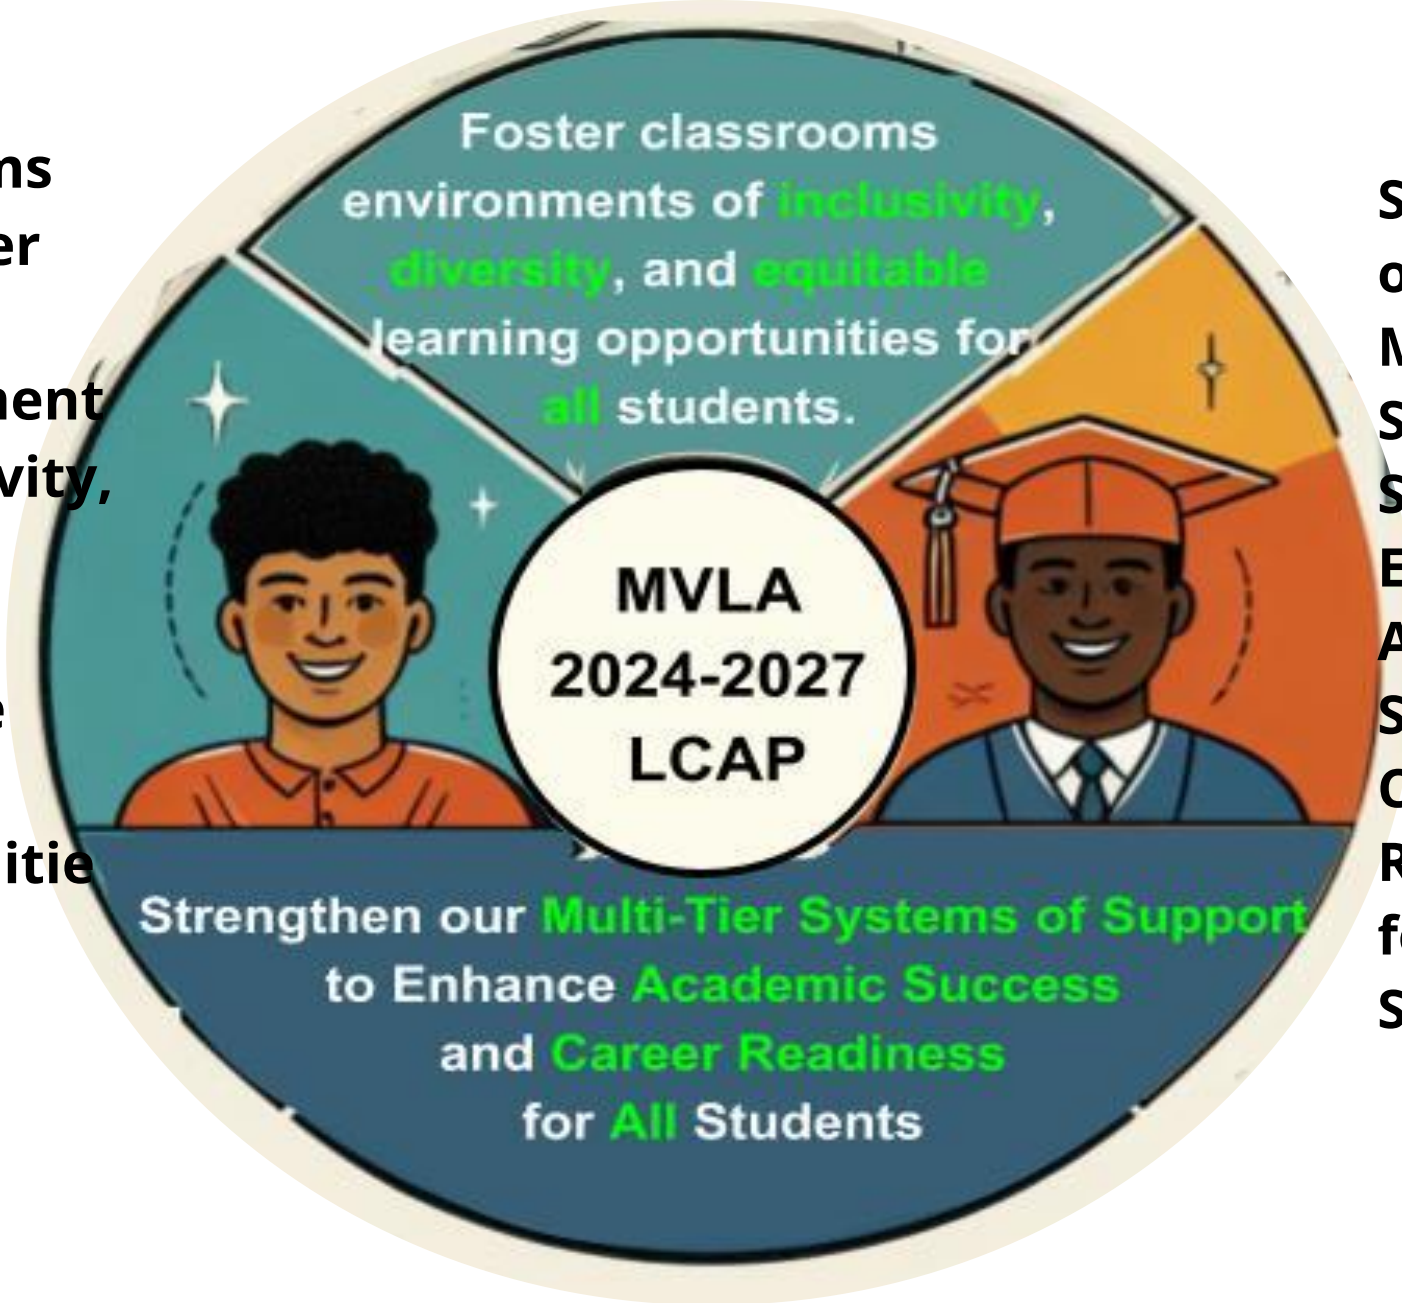 Foster classrooms
environments of inclusivity,
diversity, and equitable
learning opportunities for
all students.
MVLA
2024-2027
LCAP
Strengthen our Multi-Tier Systems of Support
to Enhance Academic Success
and Career Readiness
for All Students